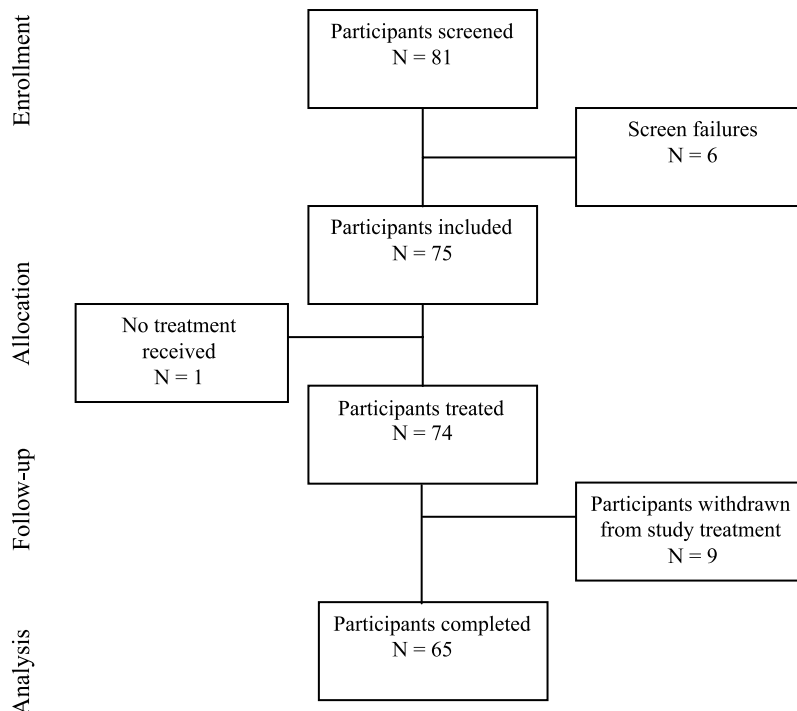 Enrollment
Participants screened
N = 81
Screen failures
N = 6
Participants included
N = 75
Allocation
No treatment
received
N = 1
Participants treated
N = 74
Follow-up
Participants withdrawn
from study treatment
N = 9
Analysis
Participants completed
N = 65